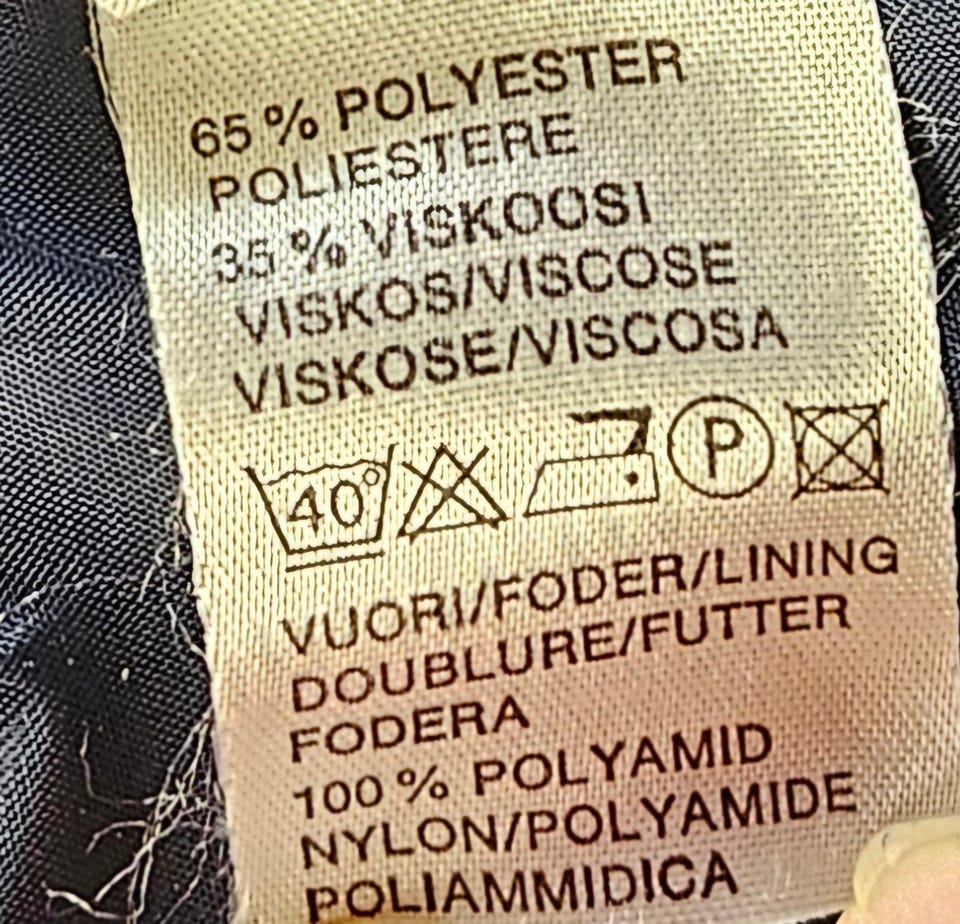 65 % POLYESTER
POLIESTERE
35 % VISKOOSI
VISKOS/VISCOSE
VISKOSE/VISCOSA
40° P
VUORI/FODER/LINING
DOUBLURE/FUTTER
FODERA
100 % POLYAMID
NYLON/POLYAMIDE
POLIAMMIDICA